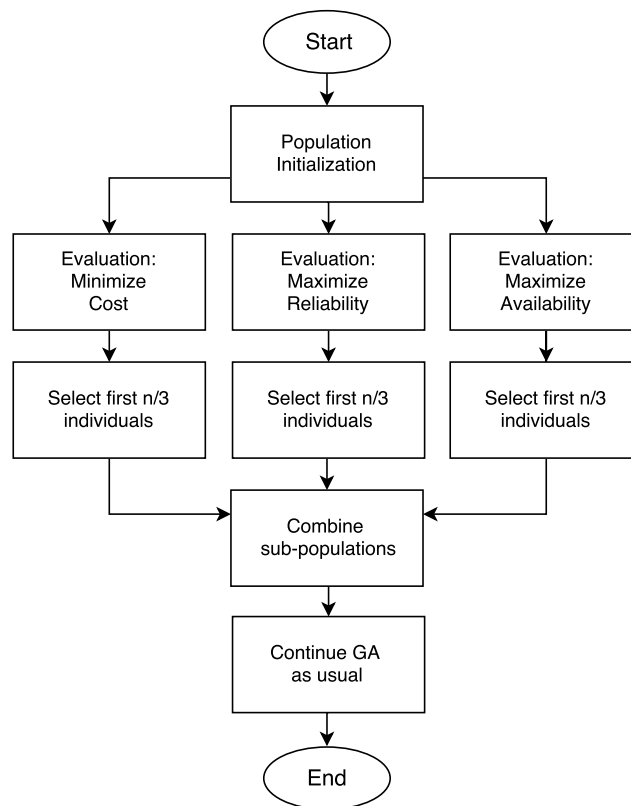 Start
Population
Initialization
Evaluation:
Minimize
Cost
Evaluation:
Maximize
Reliability
Evaluation:
Maximize
Availability
Select first n/3
individuals
Select first n/3
individuals
Select first n/3
individuals
Combine
sub-populations
Continue GA
as usual
End